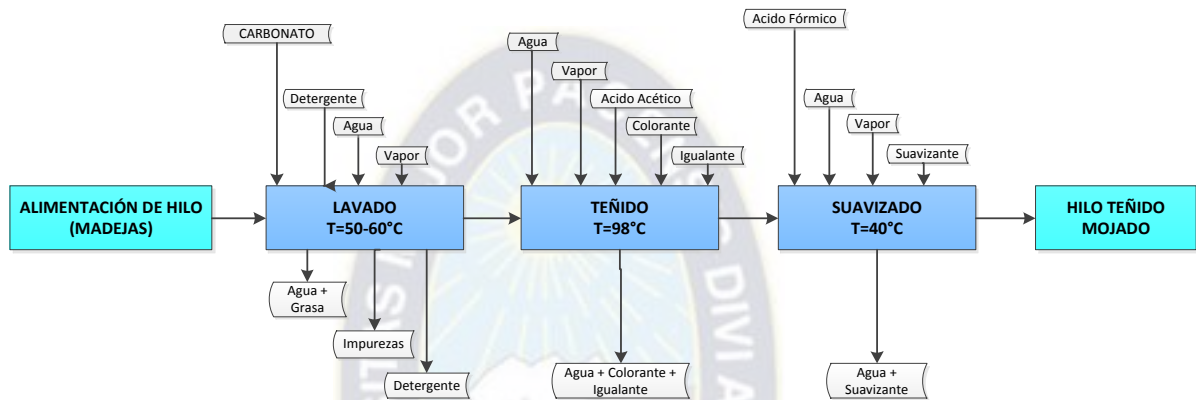 CARBONATO
Detergente
Agua
Vapor
Agua
Vapor
Acido Acético
Colorante
Igualante
Acido Fórmico
Agua
Vapor
Suavizante
ALIMENTACIÓN DE HILO
(MADEJAS)
LAVADO
T=50-60°C
TEÑIDO
T=98°C
SUAVIZADO
T=40°C
HILO TEÑIDO
MOJADO
Agua +
Grasa
Impurezas
Detergente
Agua + Colorante +
Igualante
Agua +
Suavizante